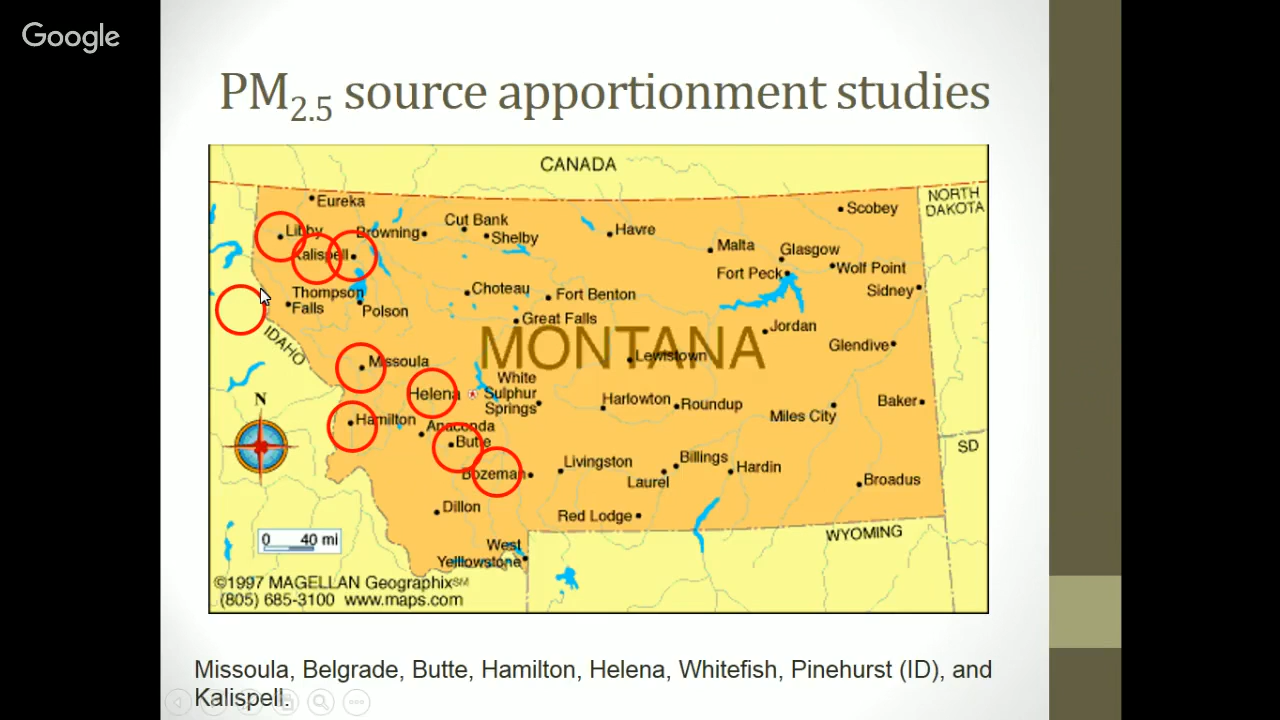 Google
PM2.5 source apportionment studies
CANADA
NORTH
DAKOTA
Eureka
Scobey
Libby
Browning
Cut Bank
Shelby
Havre
Malta
Glasgow
Kalispell
Fort Peck
Wolf Point
Sidney
Thompson
Falls
Polson
Choteau
Fort Benton
Great Falls
Jordan
Glendive
IDAHO
MONTANA
Lewistown
Missoula
Helena
White
Sulphur
Springs
Harlowton
Roundup
Miles City
Baker
N
Hamilton
Anaconda
Butte
SD
Bozeman
Livingston
Billings
Laurel
Hardin
Broadus
Dillon
Red Lodge
WYOMING
0 40 mi
West
Yelllowstone
©1997 MAGELLAN Geographix℠
(805) 685-3100 www.maps.com
Missoula, Belgrade, Butte, Hamilton, Helena, Whitefish, Pinehurst (ID), and
Kalispell.